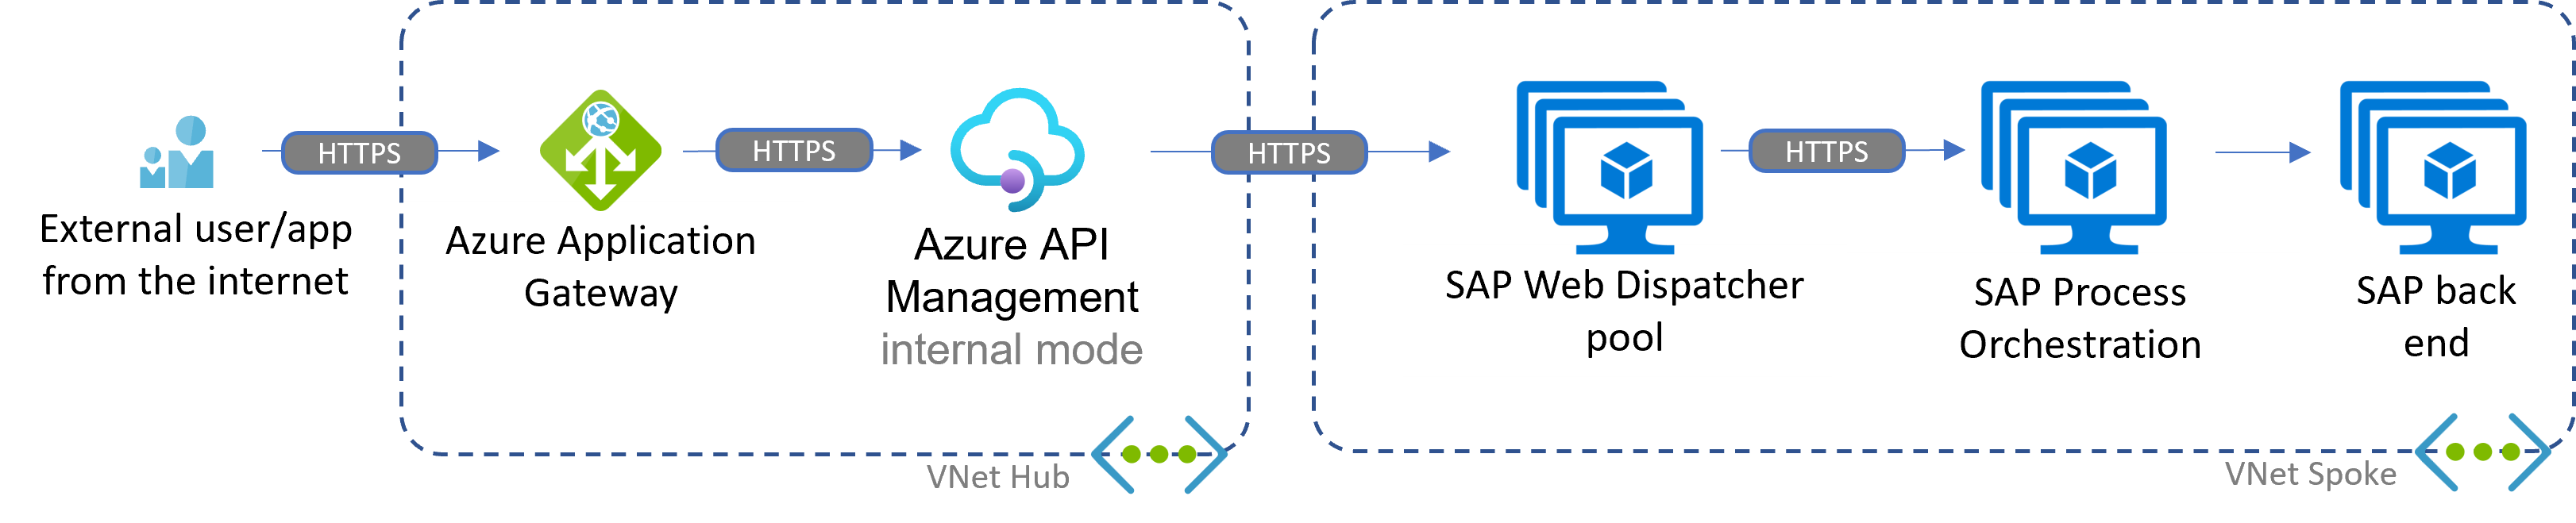 HTTPS
HTTPS
HTTPS
HTTPS
External user/app
from the internet
Azure Application
Gateway
Azure API
Management
internal mode
SAP Web Dispatcher
pool
SAP Process
Orchestration
SAP back
end
VNet Hub
VNet Spoke